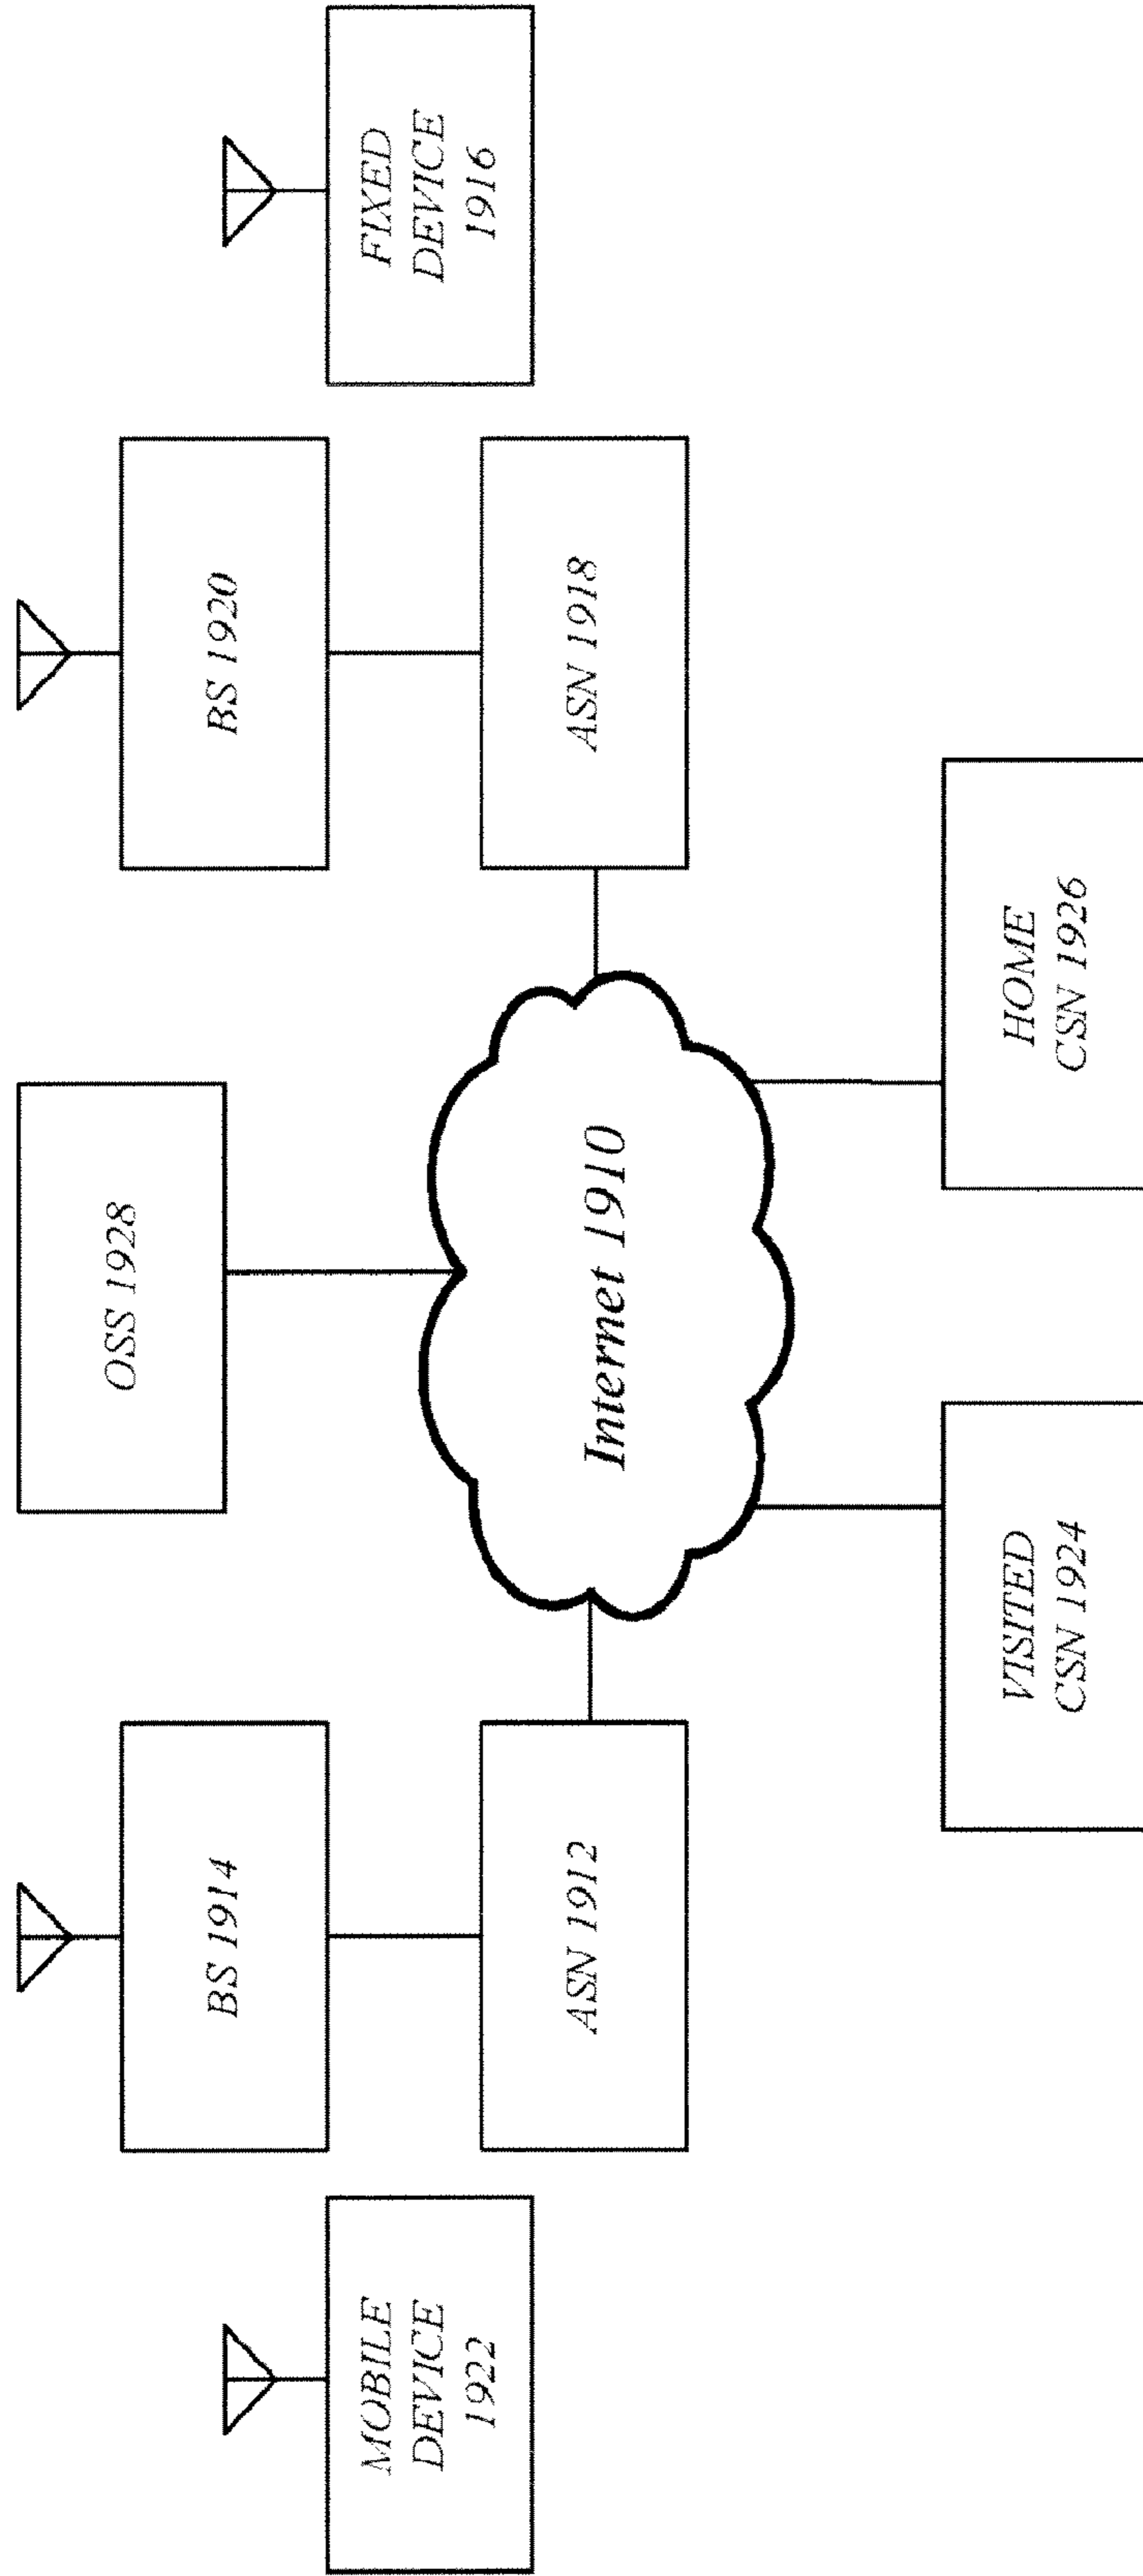 OSS 1928
BS 1914
BS 1920
MOBILE
DEVICE
1922
FIXED
DEVICE
1916
ASN 1912
Internet 1910
ASN 1918
VISITED
CSN 1924
HOME
CSN 1926